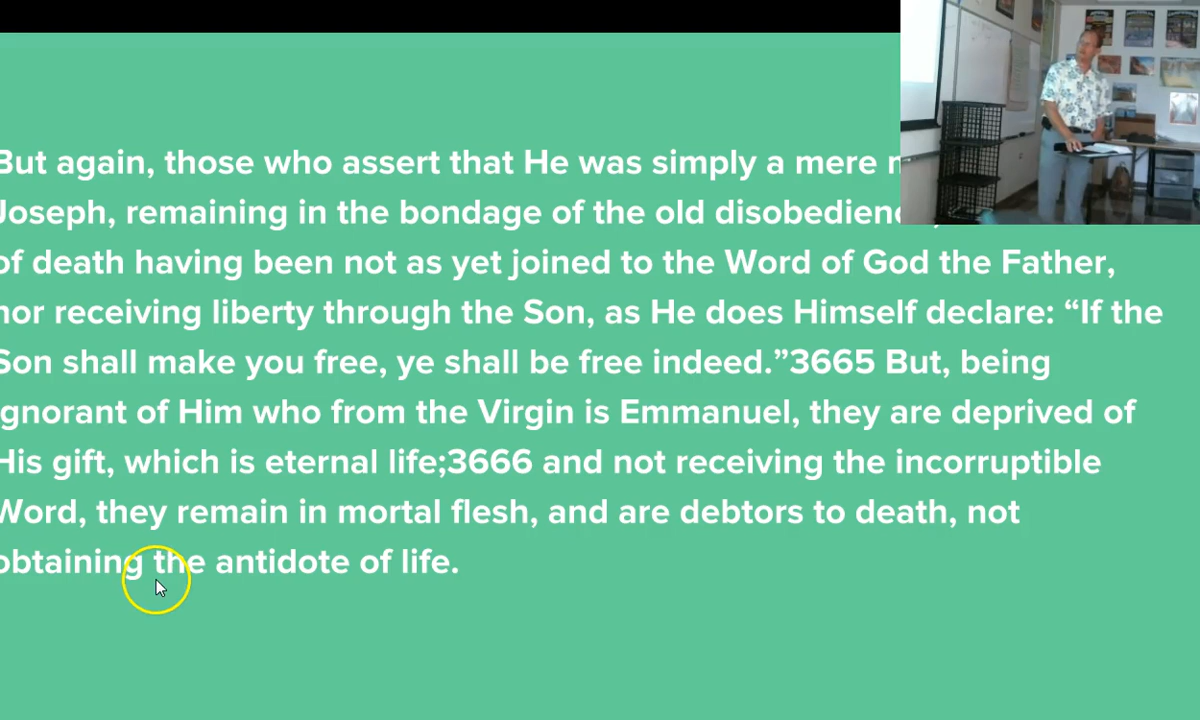 But again, those who assert that He was simply a mere
Joseph, remaining in the bondage of the old
of death having been not as yet joined to the Word of God the Father,
nor receiving liberty through the Son, as He does Himself declare: “If the
Son shall make you free, ye shall be free indeed.”3665 But, being
ignorant of Him who from the Virgin is Emmanuel, they are deprived of
His gift, which is eternal life;3666 and not receiving the incorruptible
Word, they remain in mortal flesh, and are debtors to death, not
obtaining the antidote of life.